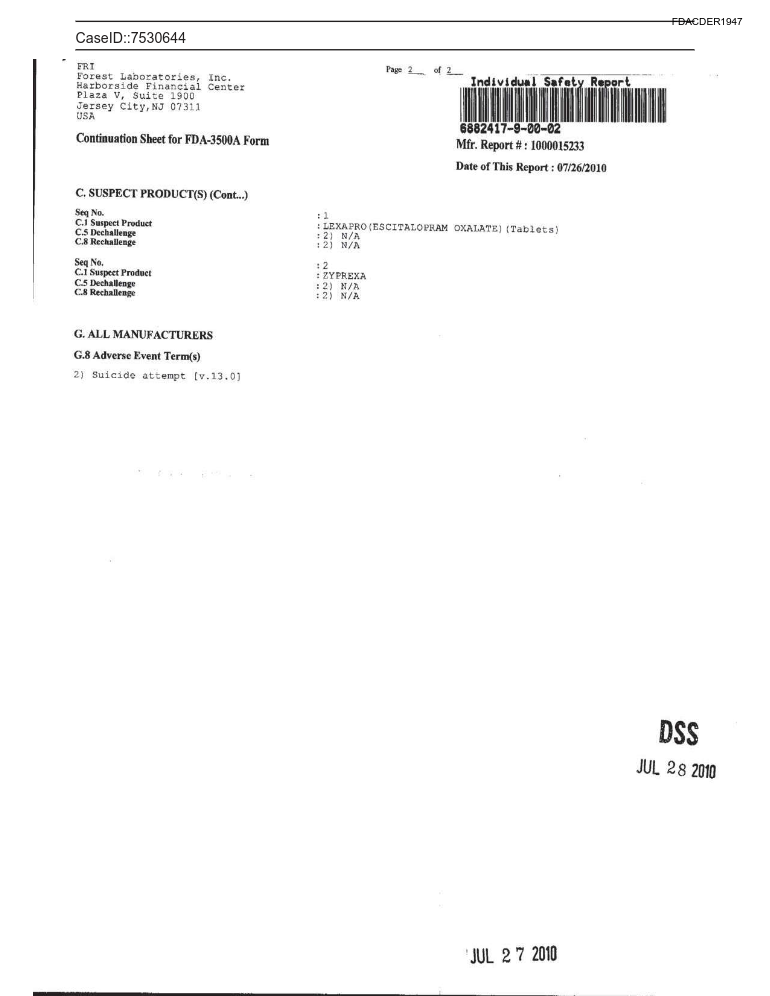 FDACDER1947
CaseID::7530644
FRI
Forest Laboratories, Inc.
Harborside Financial Center
Plaza V, Suite 1900
Jersey City,NJ 07311
USA
Page 2 of 2
Individual Safety Report
6882417-9-00-02
Continuation Sheet for FDA-3500A Form
Mfr. Report # : 1000015233
Date of This Report : 07/26/2010
C. SUSPECT PRODUCT(S) (Cont...)
Seq No. : 1
C.1 Suspect Product : LEXAPRO(ESCITALOPRAM OXALATE)(Tablets)
C.5 Dechallenge : 2) N/A
C.8 Rechallenge : 2) N/A
Seq No. : 2
C.1 Suspect Product : ZYPREXA
C.5 Dechallenge : 2) N/A
C.8 Rechallenge : 2) N/A
G. ALL MANUFACTURERS
G.8 Adverse Event Term(s)
2) Suicide attempt [v.13.0]
DSS
JUL 28 2010
JUL 27 2010